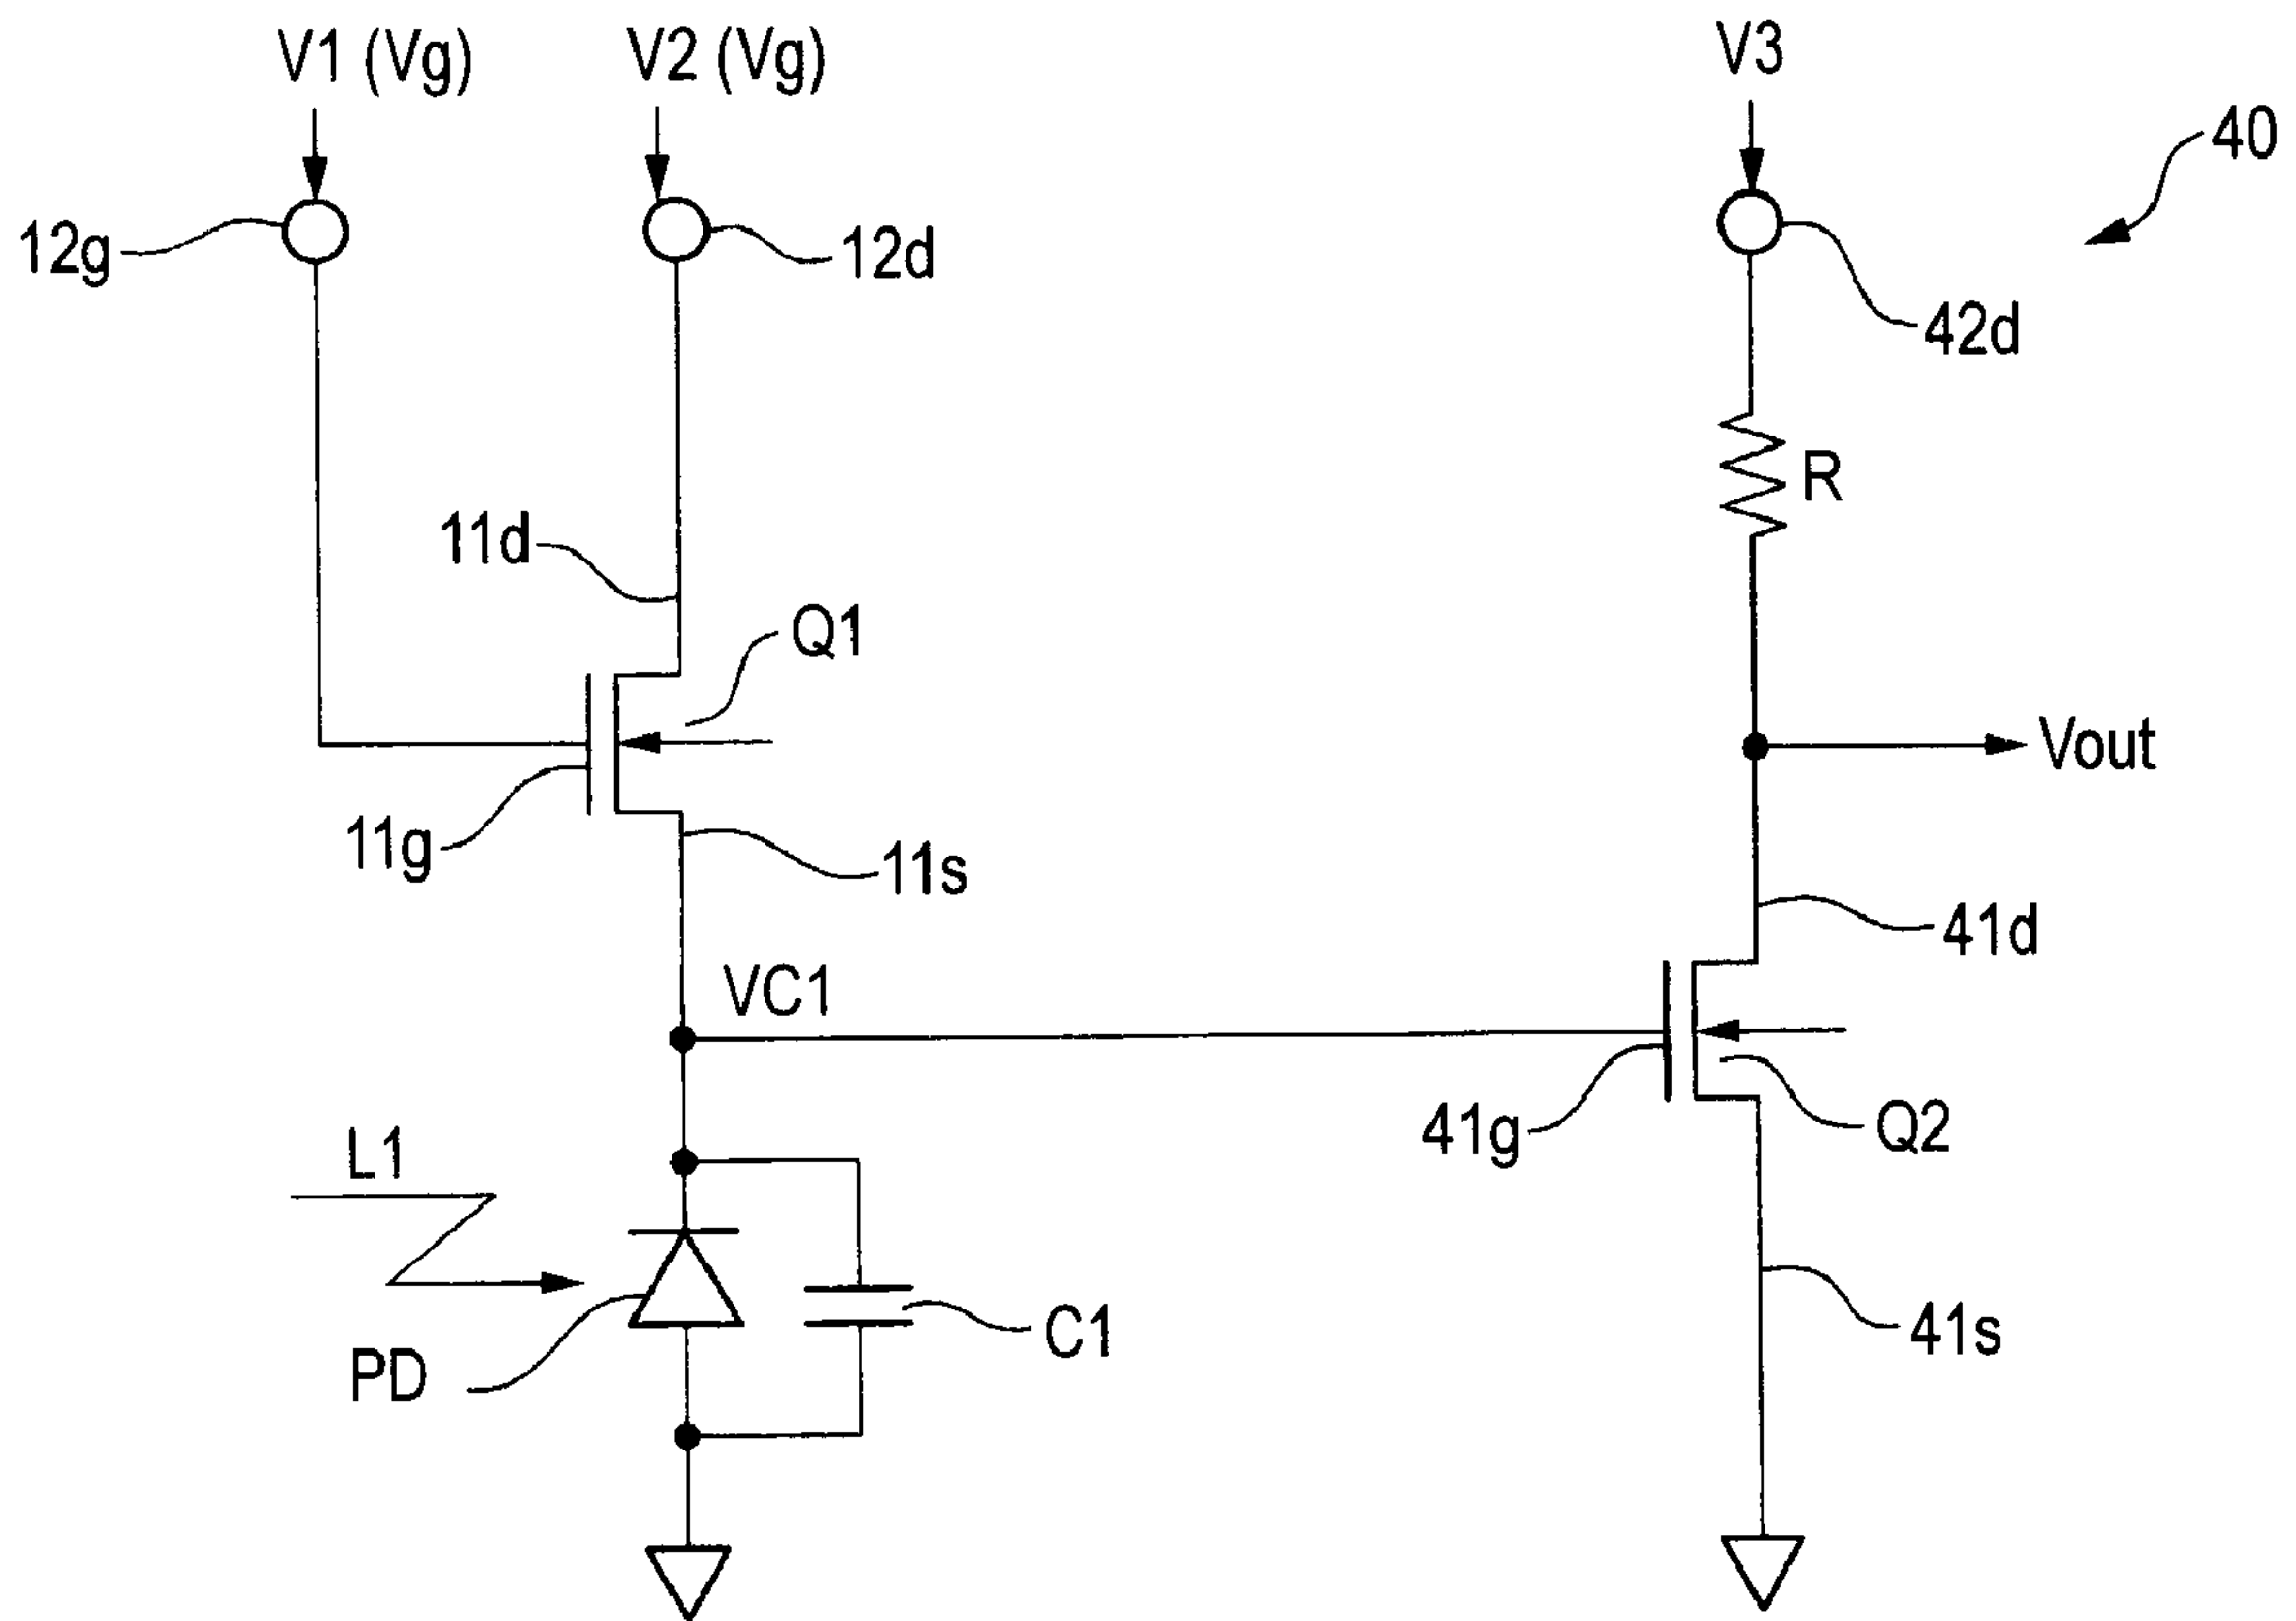 V1 (Vg)
V2 (Vg)
V3
40
12g
12d
42d
R
11d
Q1
Vout
11g
11s
41d
VC1
41g
Q2
L1
C1
41s
PD